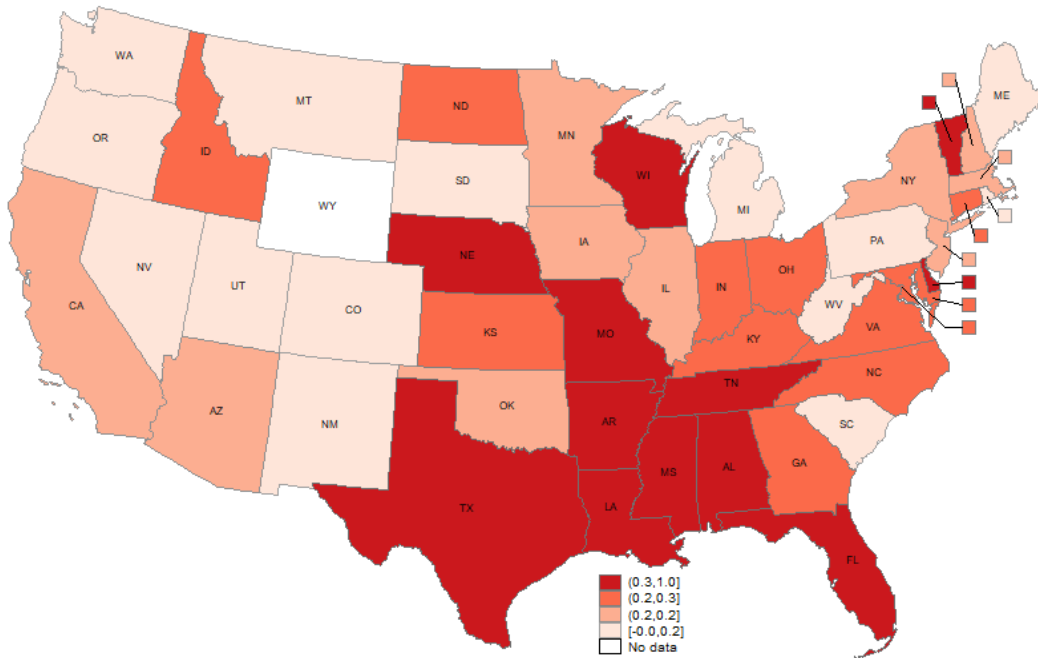 WA
MT
ND
ME
MN
OR
ID
WI
SD
NY
WY
MI
IA
PA
NE
NV
OH
UT
IL
IN
CA
CO
WV
VA
KS
MO
KY
NC
TN
AZ
OK
NM
AR
SC
GA
MS
AL
TX
LA
FL
(0.3,1.0]
(0.2,0.3]
(0.2,0.2]
[-0.0,0.2]
No data